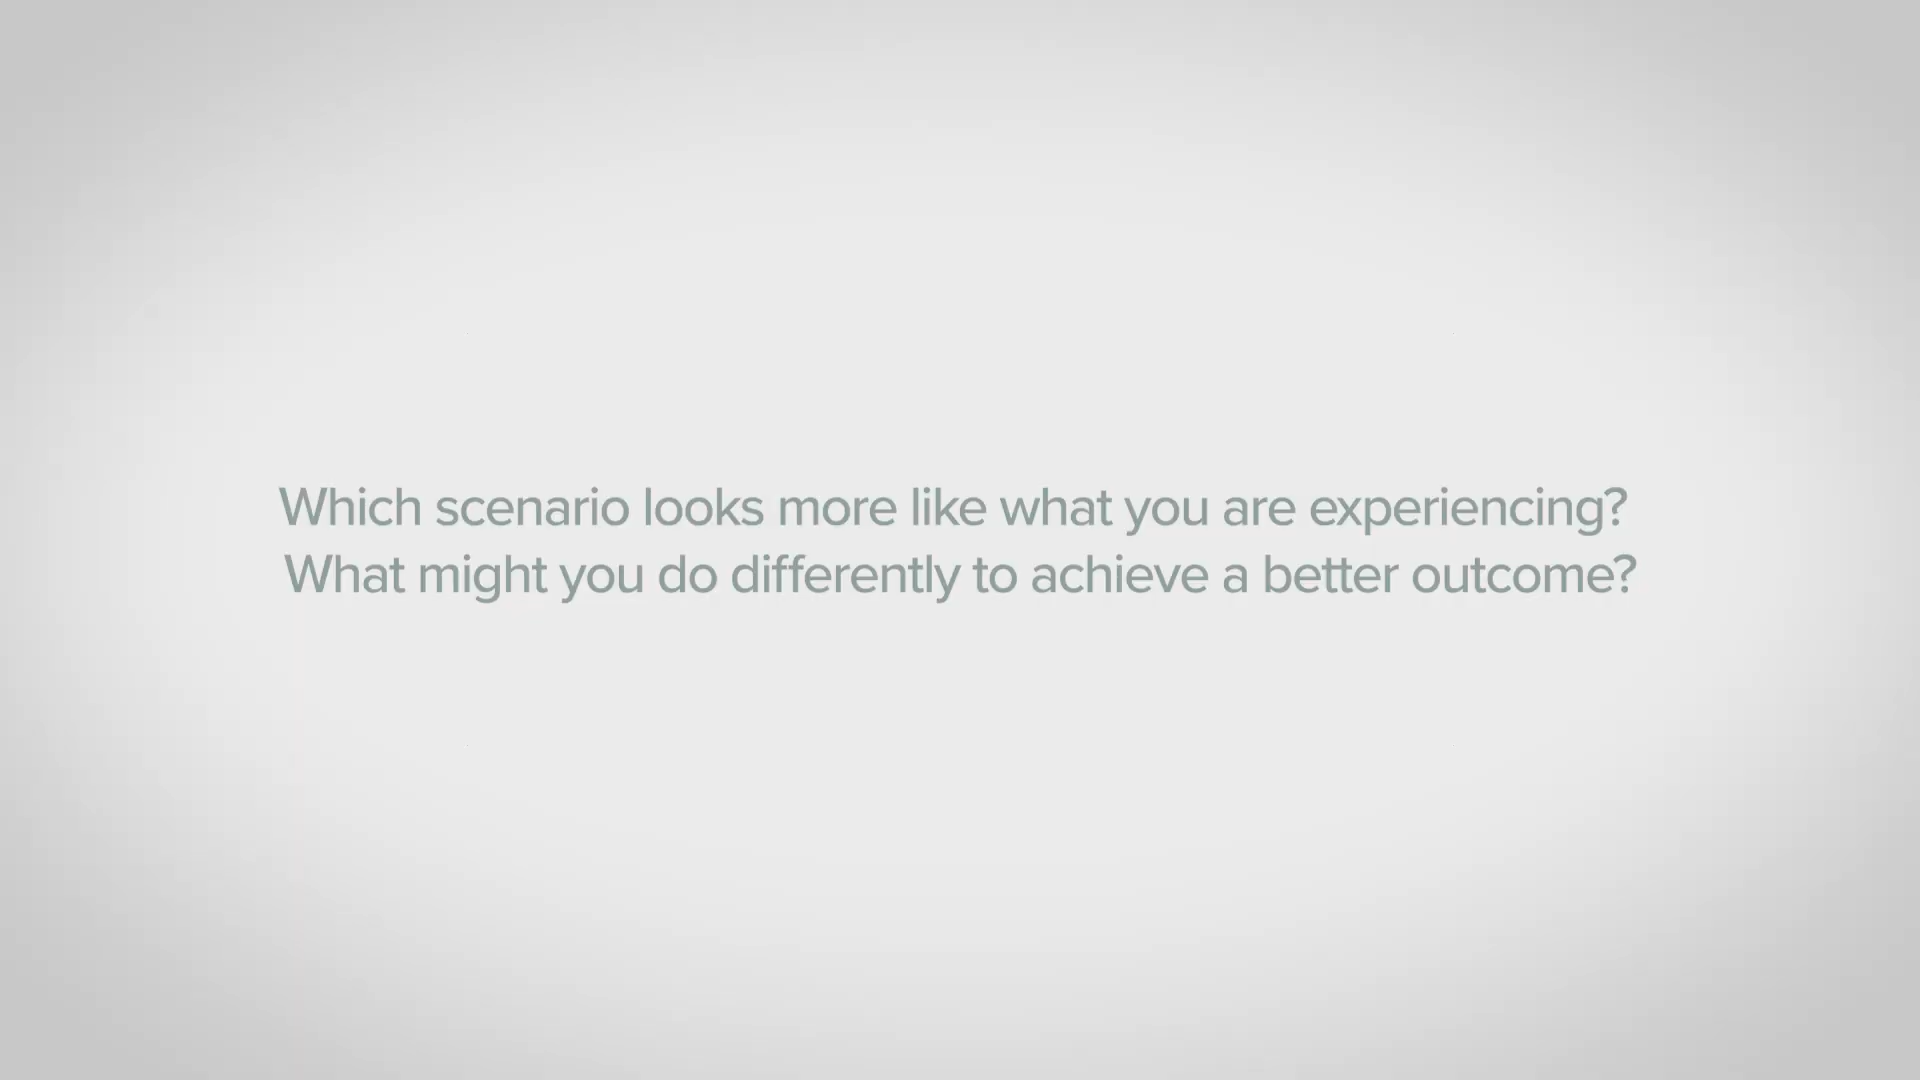 Which scenario looks more like what you are experiencing?
What might you do differently to achieve a better outcome?